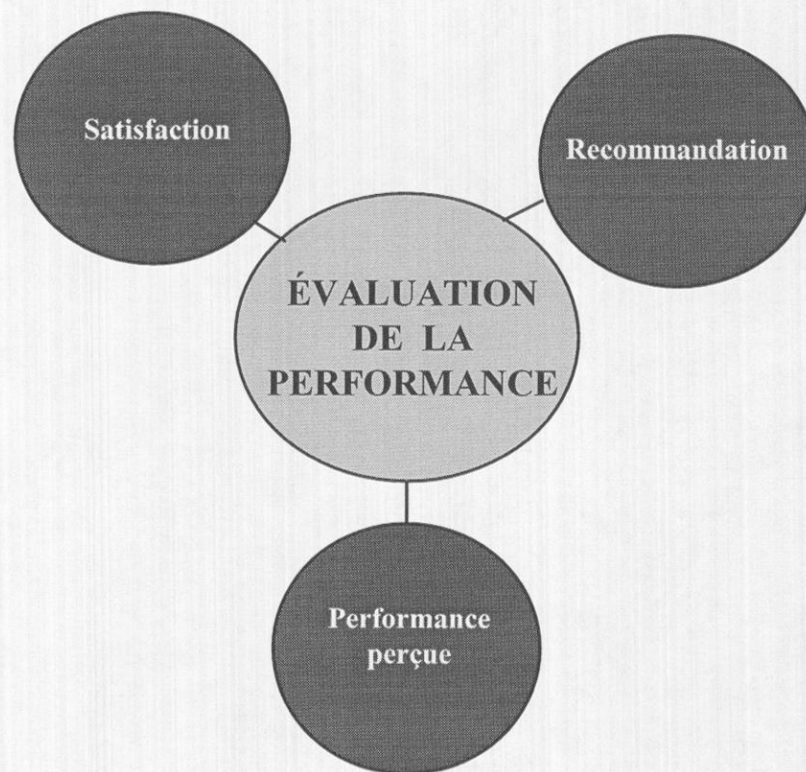 Satisfaction
Recommandation
ÉVALUATION
DE LA
PERFORMANCE
Performance
perçue